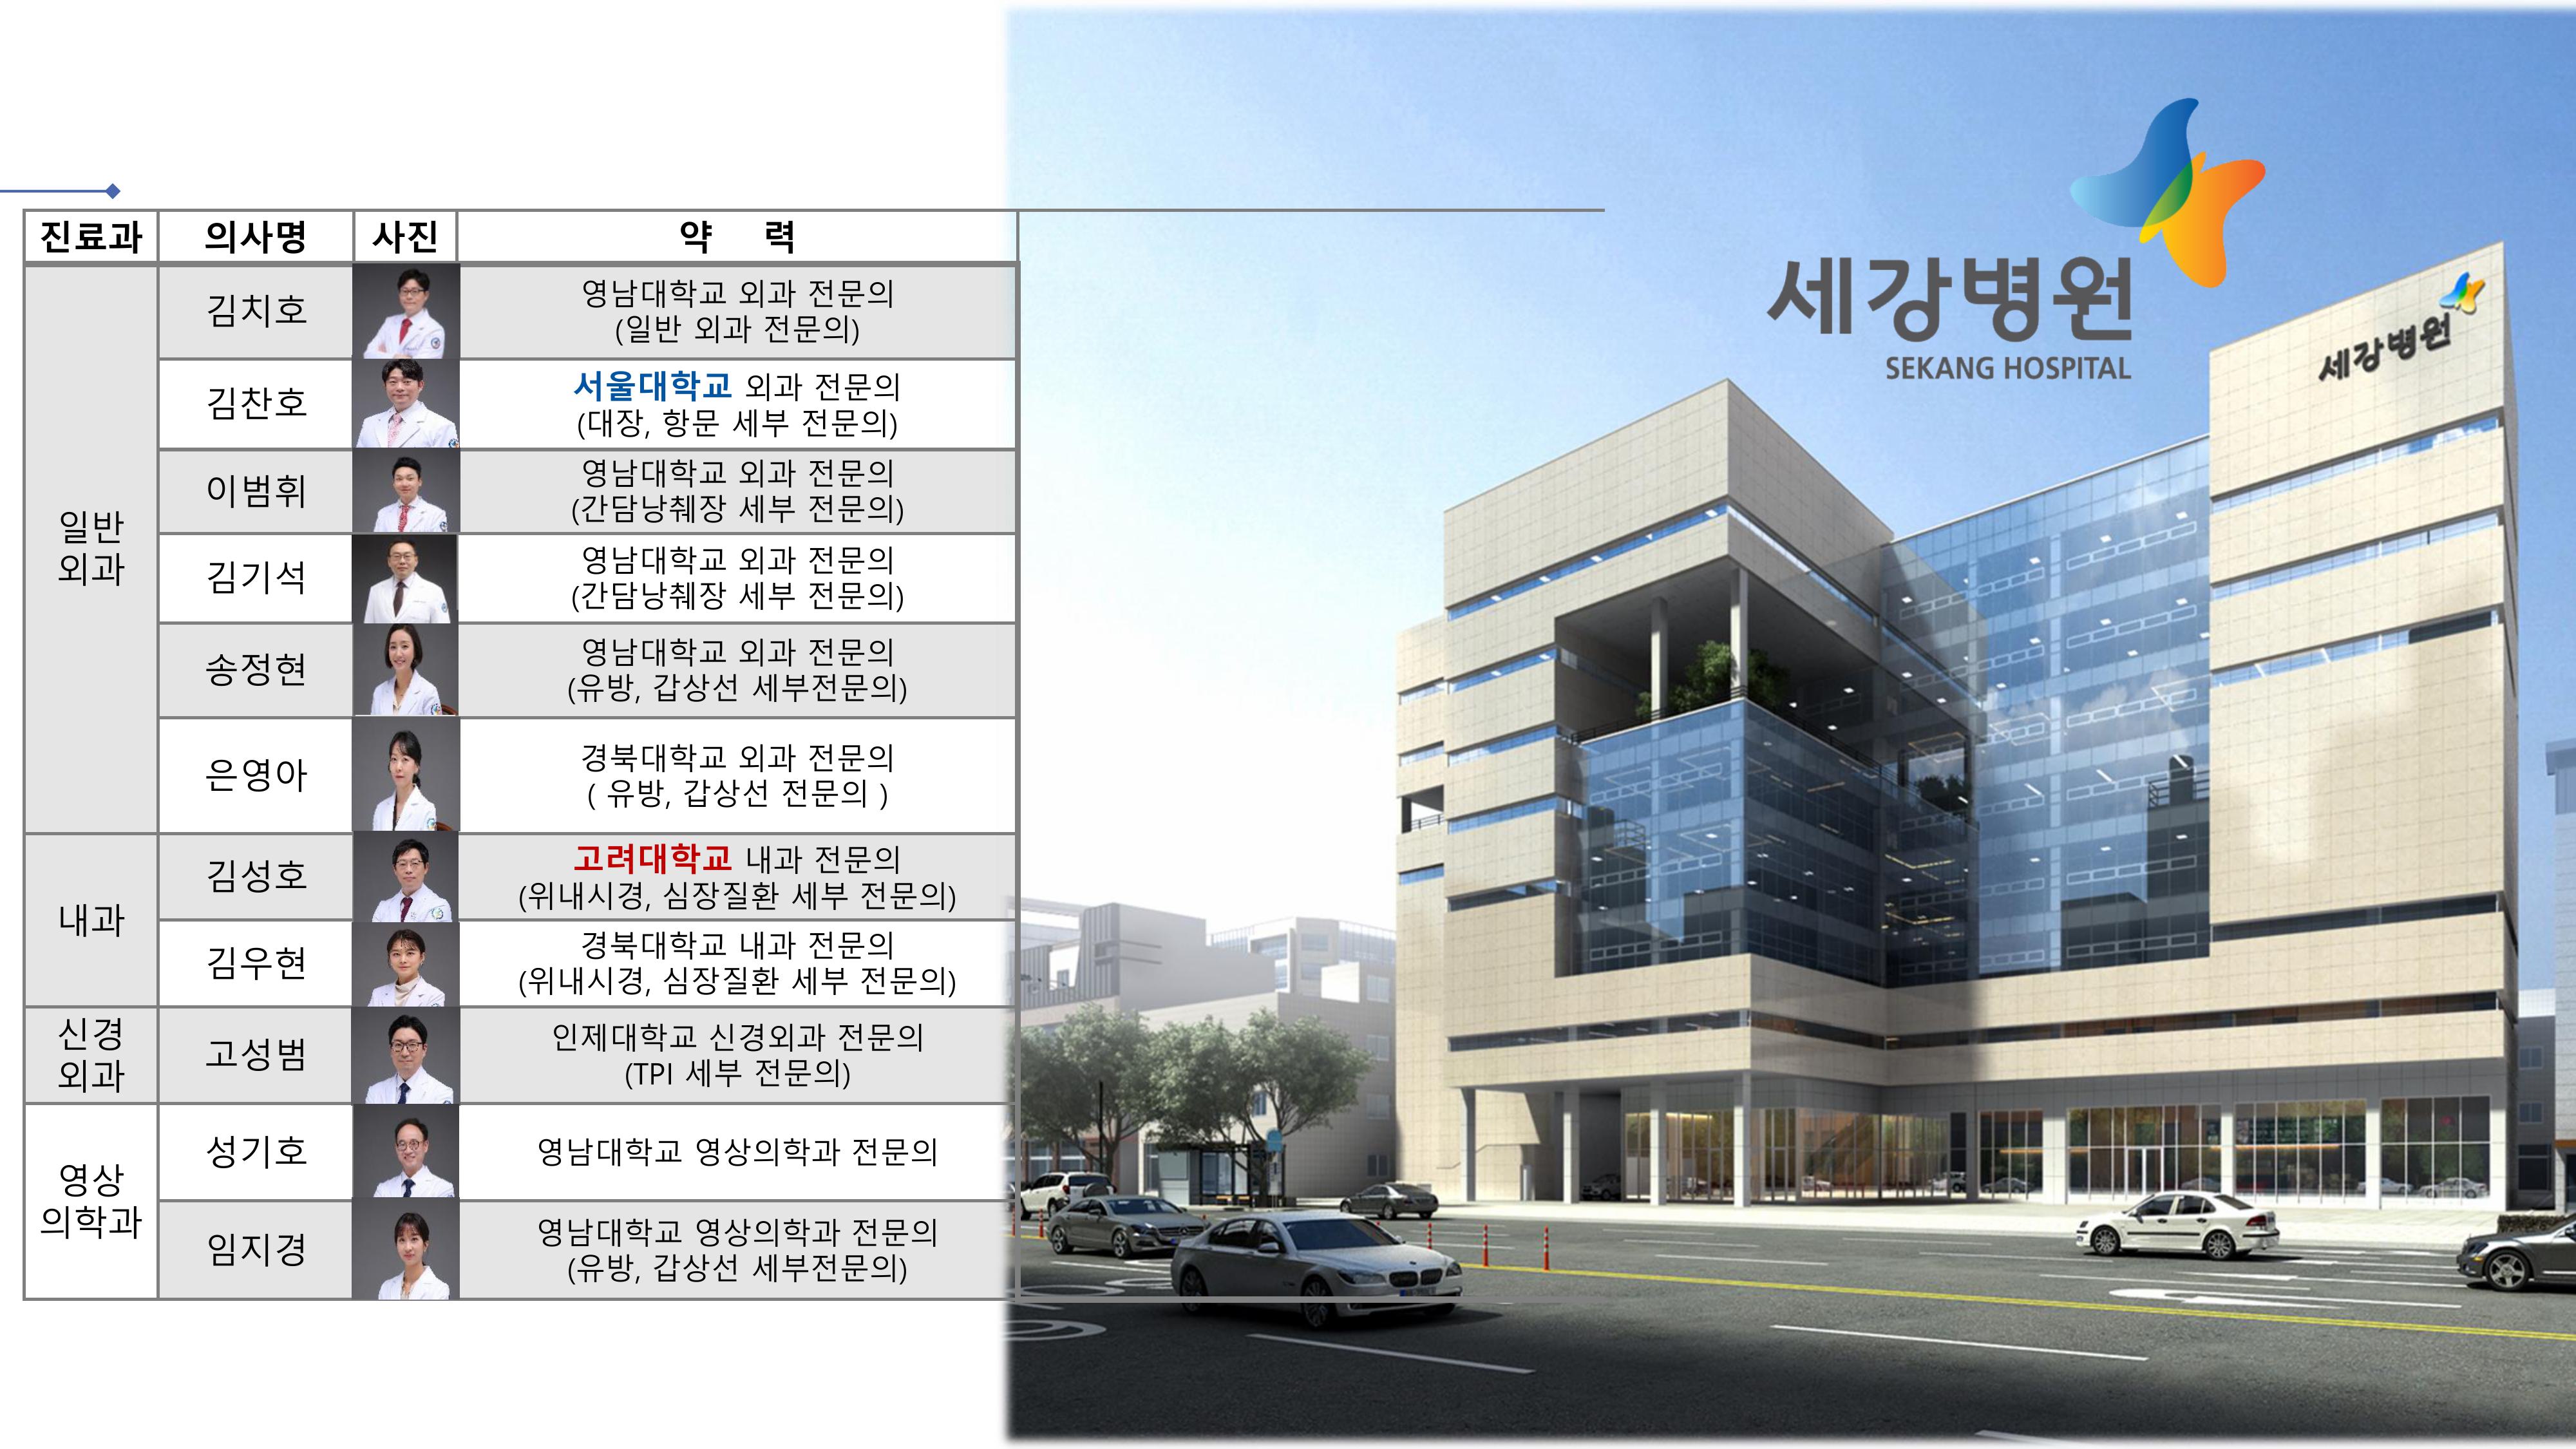 진료과 의사명 사진 약 력
일반
외과
김치호
영남대학교 외과 전문의
(일반 외과 전문의)
김찬호
서울대학교 외과 전문의
(대장, 항문 세부 전문의)
이범휘
영남대학교 외과 전문의
(간담낭췌장 세부 전문의)
김기석
영남대학교 외과 전문의
(간담낭췌장 세부 전문의)
송정현
영남대학교 외과 전문의
(유방, 갑상선 세부전문의)
은영아
경북대학교 외과 전문의
( 유방, 갑상선 전문의 )
내과
김성호
고려대학교 내과 전문의
(위내시경, 심장질환 세부 전문의)
김우현
경북대학교 내과 전문의
(위내시경, 심장질환 세부 전문의)
신경
외과
고성범
인제대학교 신경외과 전문의
(TPI 세부 전문의)
영상
의학과
성기호
영남대학교 영상의학과 전문의
임지경
영남대학교 영상의학과 전문의
(유방, 갑상선 세부전문의)
세강병원
SEKANG HOSPITAL
세강병원